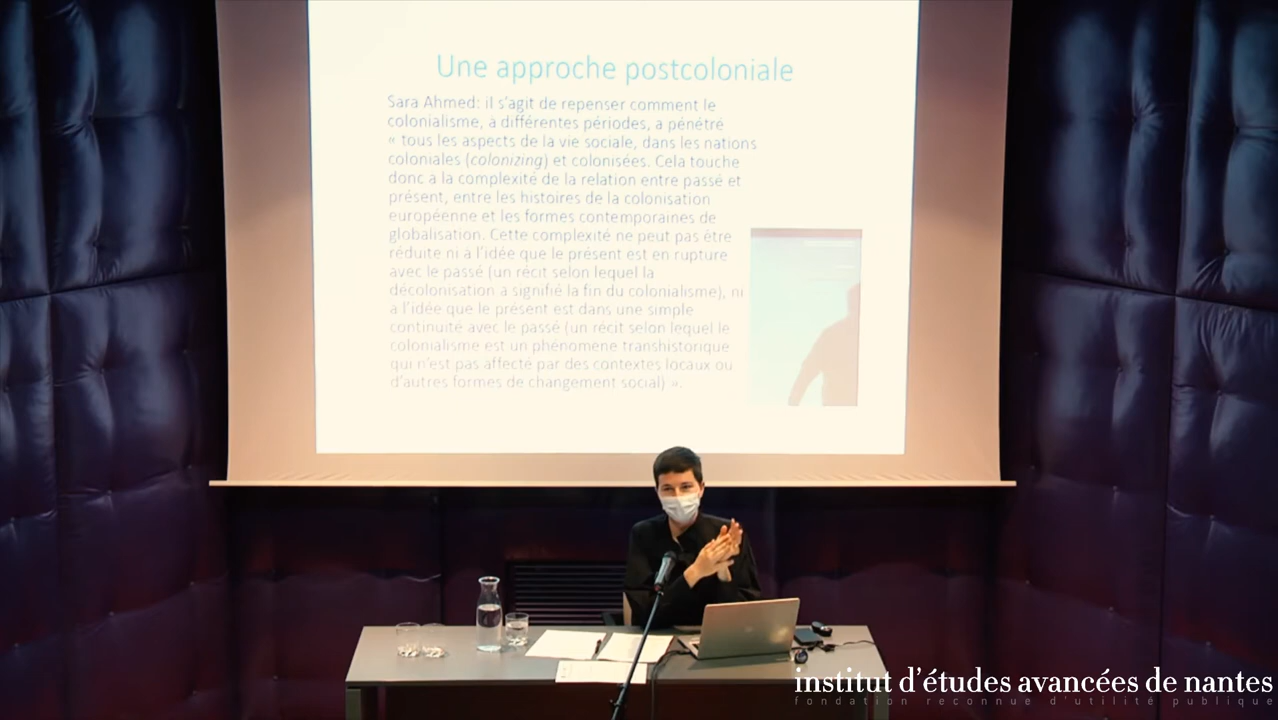 Une approche postcoloniale
Sara Ahmed: il s'agit de repenser comment le
colonialisme, à différentes périodes, a pénétré
« tous les aspects de la vie sociale, dans les nations
coloniales (colonizing) et colonisées. Cela touche
donc a la complexité de la relation entre passé et
présent, entre les histoires de la colonisation
européenne et les formes contemporaines de
globalisation. Cette complexité ne peut pas être
réduite ni a l'idée que le présent est en rupture
avec le passé (un récit selon lequel la
décolonisation a signifié la fin du colonialisme), ni
a l'idée que le présent est dans une simple
continuité avec le passé (un récit selon lequel le
colonialisme est un phénomene transhistorique
qui n'est pas affecté par des contextes locaux ou
d'autres formes de changement social) ».
institut d'études avancées de nantes
fondation reconnue d'utilité publique